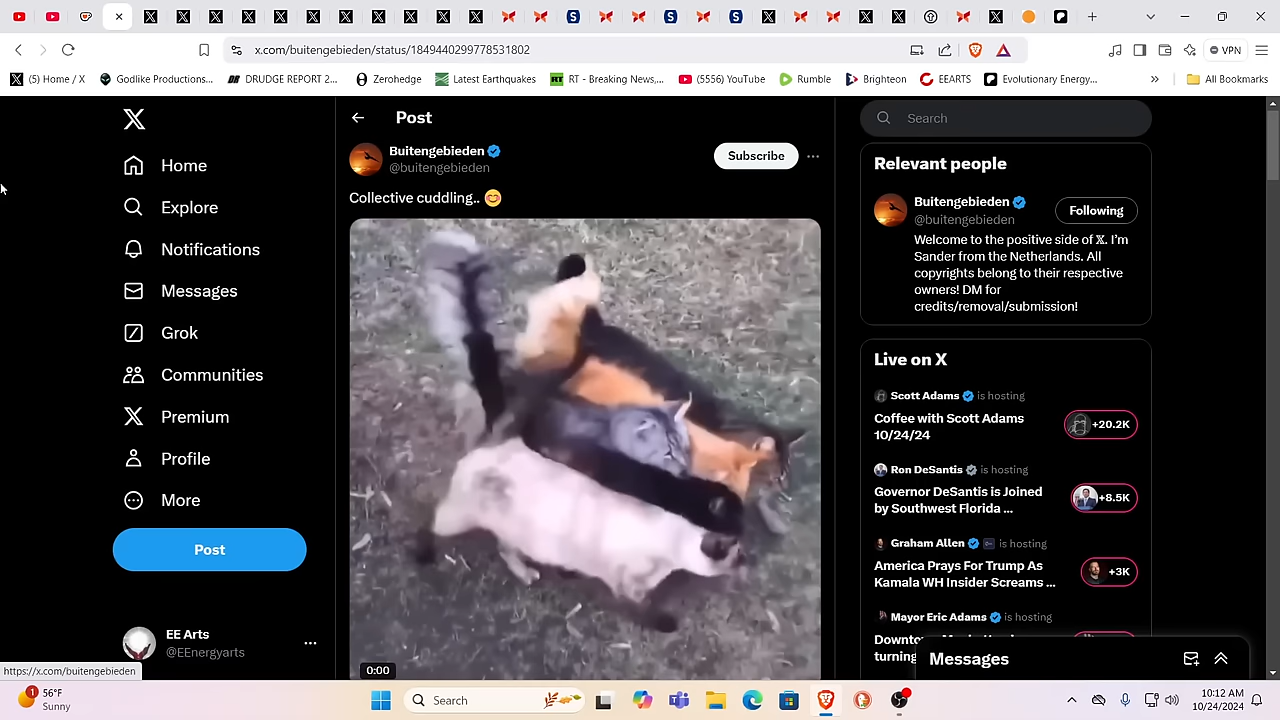 x.com/buitengebieden/status/1849440299778531802
VPN
(5) Home / X
Godlike Productions...
DRUDGE REPORT 2...
Zerohedge
Latest Earthquakes
RT - Breaking News,...
(5556) YouTube
Rumble
Brighteon
EEARTS
Evolutionary Energy...
»
All Bookmarks
Post
Search
Buitengebieden
@buitengebieden
Subscribe
Collective cuddling.. 😊
0:00
Home
Explore
Notifications
Messages
Grok
Communities
Premium
Profile
More
Post
EE Arts
@EEnergyarts
https://x.com/buitengebieden
Relevant people
Buitengebieden
@buitengebieden
Following
Welcome to the positive side of 𝕏. I'm
Sander from the Netherlands. All
copyrights belong to their respective
owners! DM for
credits/removal/submission!
Live on X
Scott Adams is hosting
Coffee with Scott Adams
10/24/24
+20.2K
Ron DeSantis is hosting
Governor DeSantis is Joined
by Southwest Florida ...
+8.5K
Graham Allen is hosting
America Prays For Trump As
Kamala WH Insider Screams ...
+3K
Mayor Eric Adams is hosting
turning
Messages
1
56°F
Sunny
Search
10:12 AM
10/24/2024